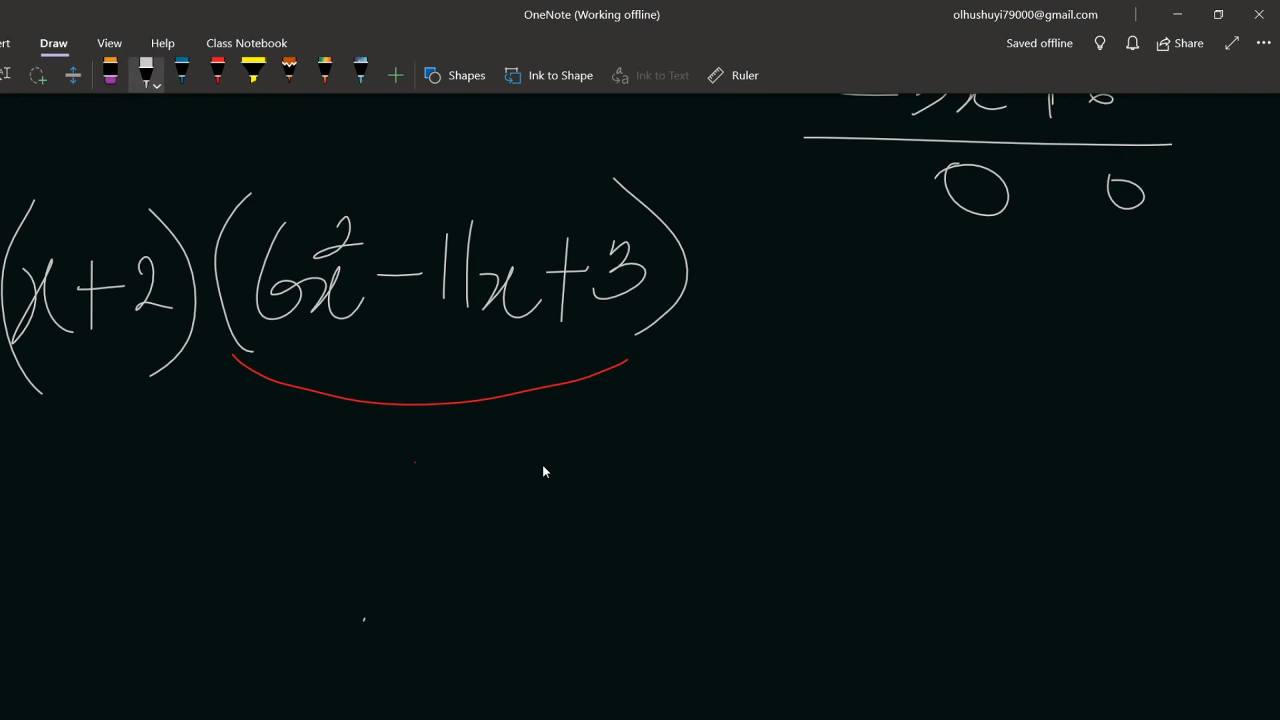 OneNote (Working offline) olhushuyi79000@gmail.com
ert Draw View Help Class Notebook Saved offline Share
Shapes Ink to Shape Ink to Text Ruler
0 0
(x+2)(6x²-11x+3)